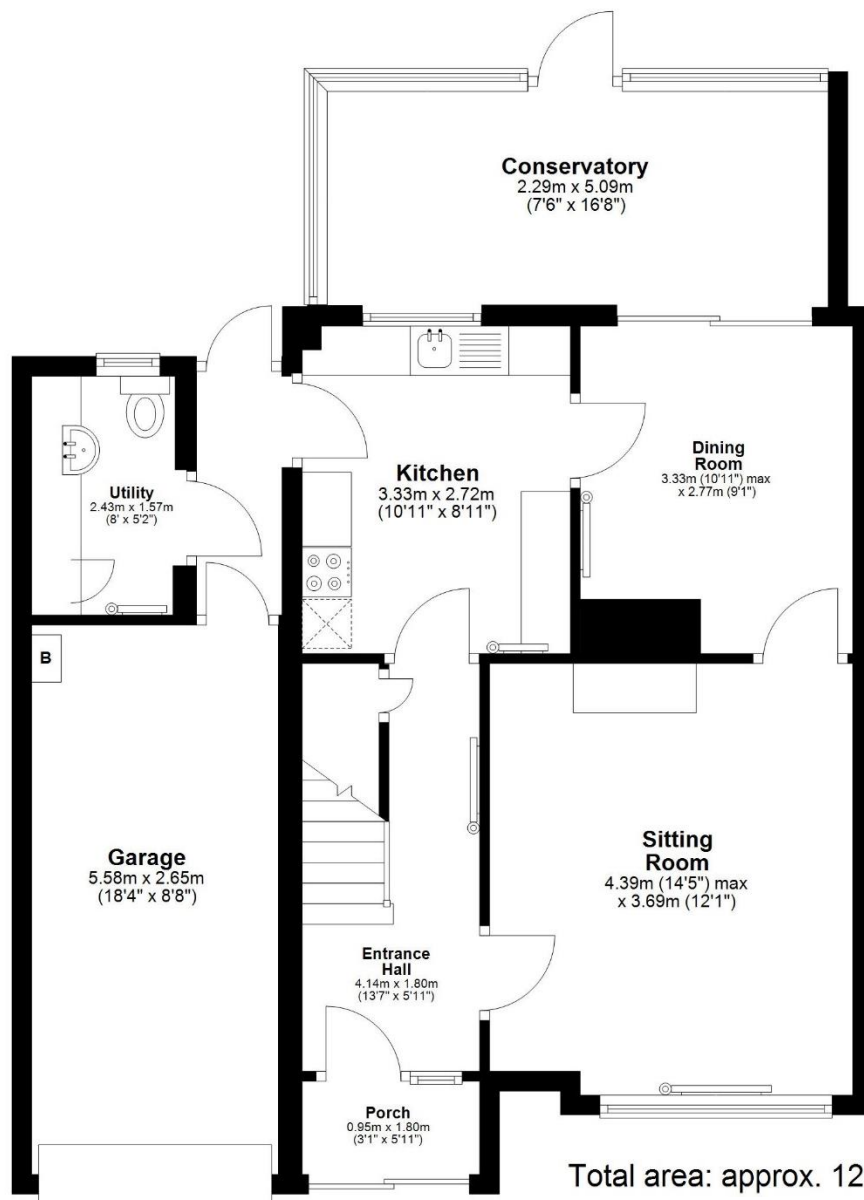 Conservatory
2.29m x 5.09m
(7'6" x 16'8")
Kitchen
3.33m x 2.72m
(10'11" x 8'11")
Dining
Room
3.33m (10'11") max
x 2.77m (9'1")
Utility
2.43m x 1.57m
(8' x 5'2")
B
Garage
5.58m x 2.65m
(18'4" x 8'8")
Sitting
Room
4.39m (14'5") max
x 3.69m (12'1")
Entrance
Hall
4.14m x 1.80m
(13'7" x 5'11")
Porch
0.95m x 1.80m
(3'1" x 5'11")
Total area: approx. 12